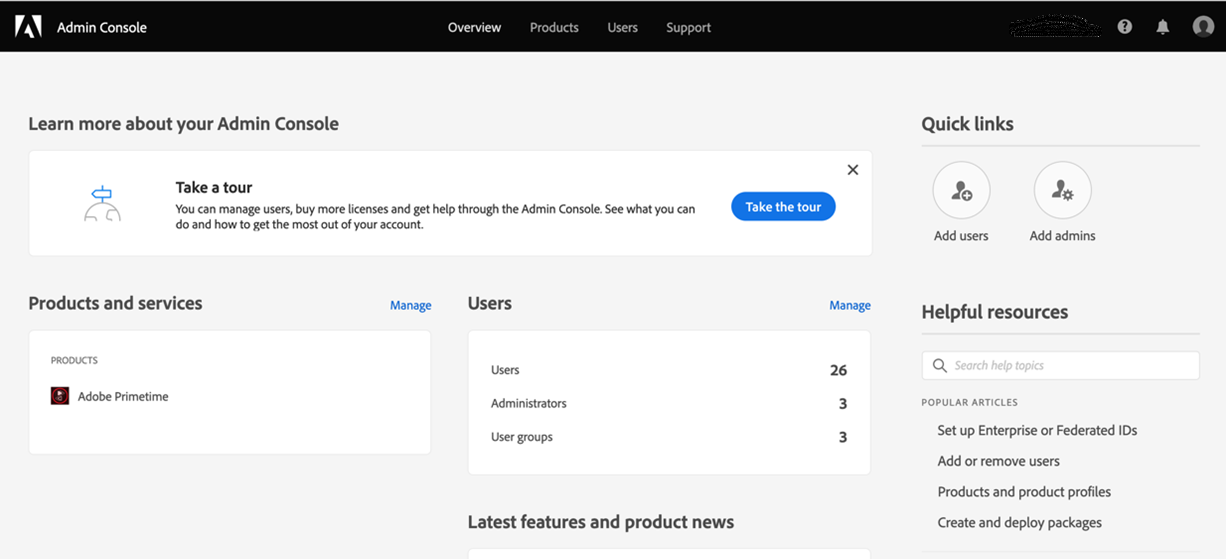 Admin Console
Overview
Products
Users
Support
Learn more about your Admin Console
Take a tour
You can manage users, buy more licenses and get help through the Admin Console. See what you can
do and how to get the most out of your account.
Take the tour
Products and services
Manage
PRODUCTS
Adobe Primetime
Users
Manage
Users 26
Administrators 3
User groups 3
Latest features and product news
Quick links
Add users
Add admins
Helpful resources
Search help topics
POPULAR ARTICLES
Set up Enterprise or Federated IDs
Add or remove users
Products and product profiles
Create and deploy packages